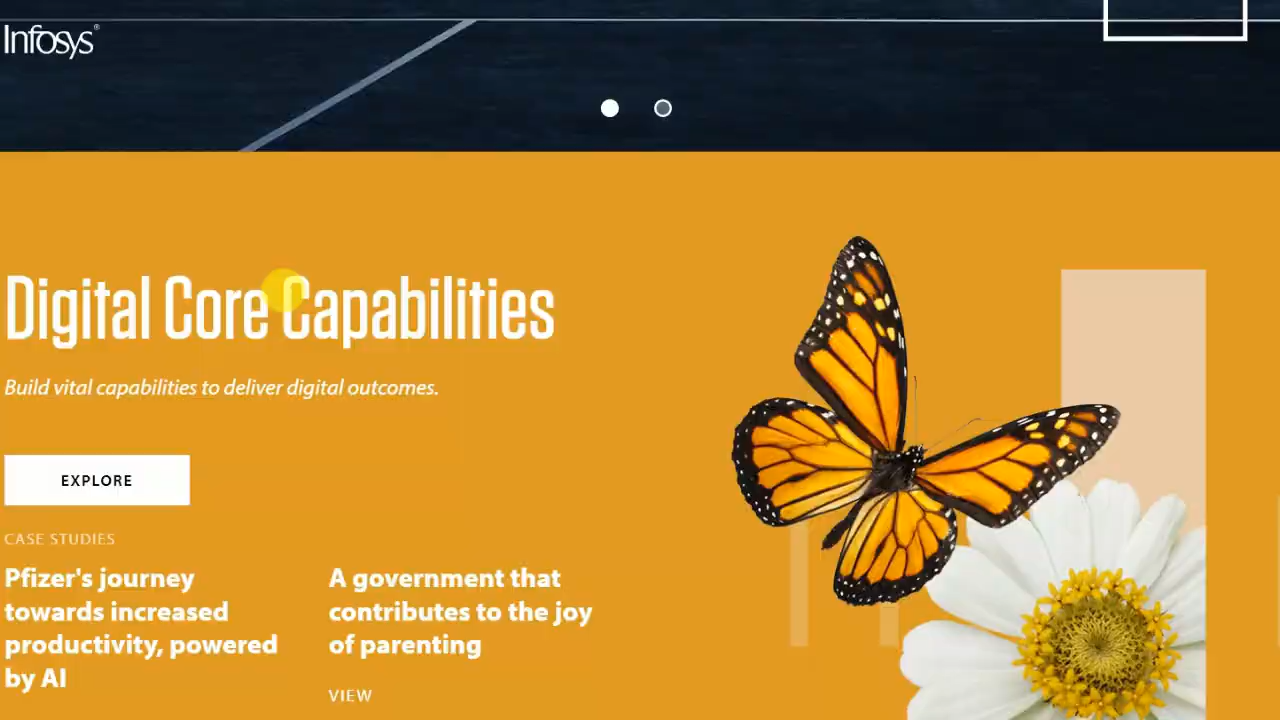 Infosys®
Digital Core Capabilities
Build vital capabilities to deliver digital outcomes.
EXPLORE
CASE STUDIES
Pfizer's journey
towards increased
productivity, powered
by AI
A government that
contributes to the joy
of parenting
VIEW